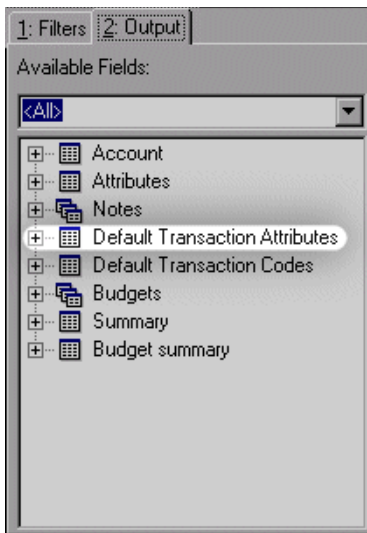 1: Filters 2: Output
Available Fields:
<All>
Account
Attributes
Notes
Default Transaction Attributes
Default Transaction Codes
Budgets
Summary
Budget summary